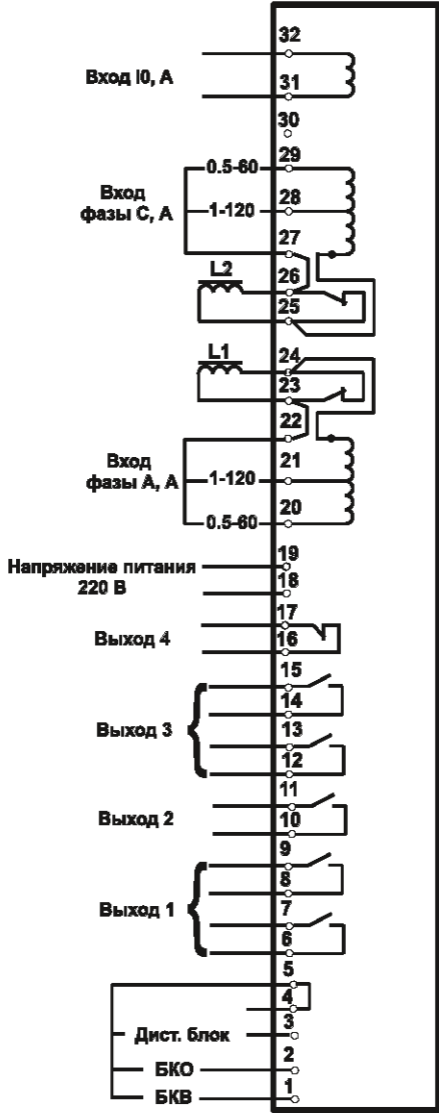 32
Вход I0, А
31
30
29
0.5-60
Вход
фазы С, А
28
1-120
27
L2
26
25
L1
24
23
22
Вход
фазы А, А
21
1-120
20
0.5-60
19
Напряжение питания
220 В
18
17
Выход 4
16
15
14
Выход 3
13
12
11
Выход 2
10
9
8
Выход 1
7
6
5
4
3
Дист. блок
2
БКО
1
БКВ